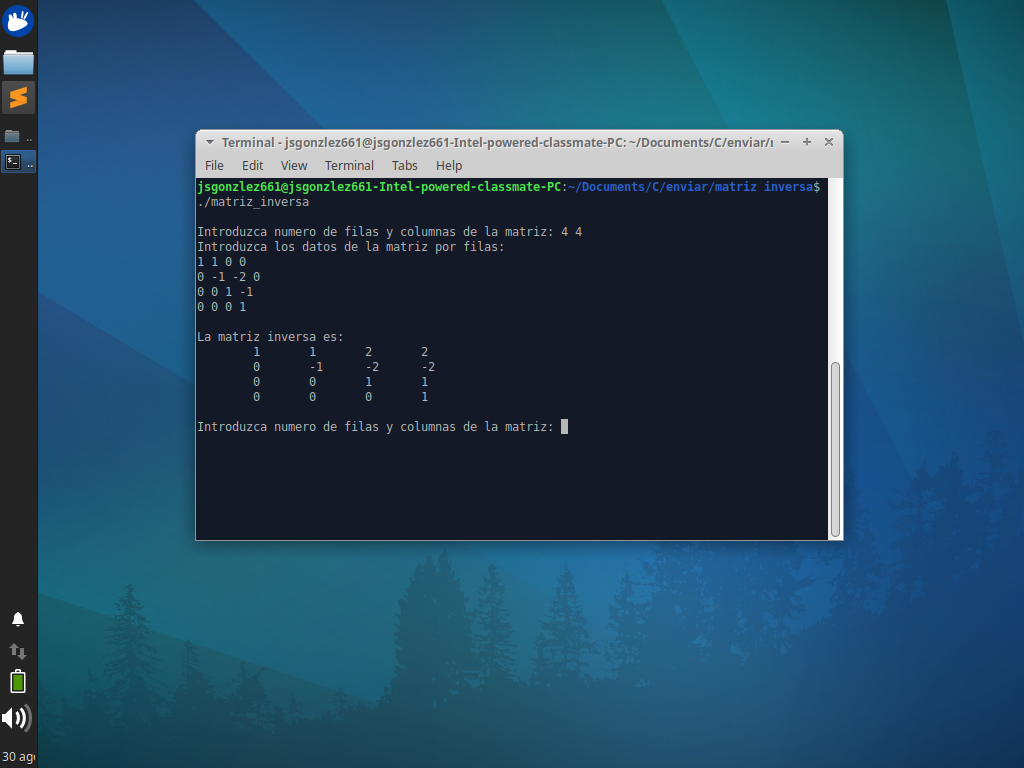 Terminal - jsgonzlez661@jsgonzlez661-Intel-powered-classmate-PC: ~/Documents/C/enviar/
File Edit View Terminal Tabs Help
jsgonzlez661@jsgonzlez661-Intel-powered-classmate-PC:~/Documents/C/enviar/matriz inversa$
./matriz_inversa
Introduzca numero de filas y columnas de la matriz: 4 4
Introduzca los datos de la matriz por filas:
1 1 0 0
0 -1 -2 0
0 0 1 -1
0 0 0 1
La matriz inversa es:
1 1 2 2
0 -1 -2 -2
0 0 1 1
0 0 0 1
Introduzca numero de filas y columnas de la matriz:
..
..
30 ago